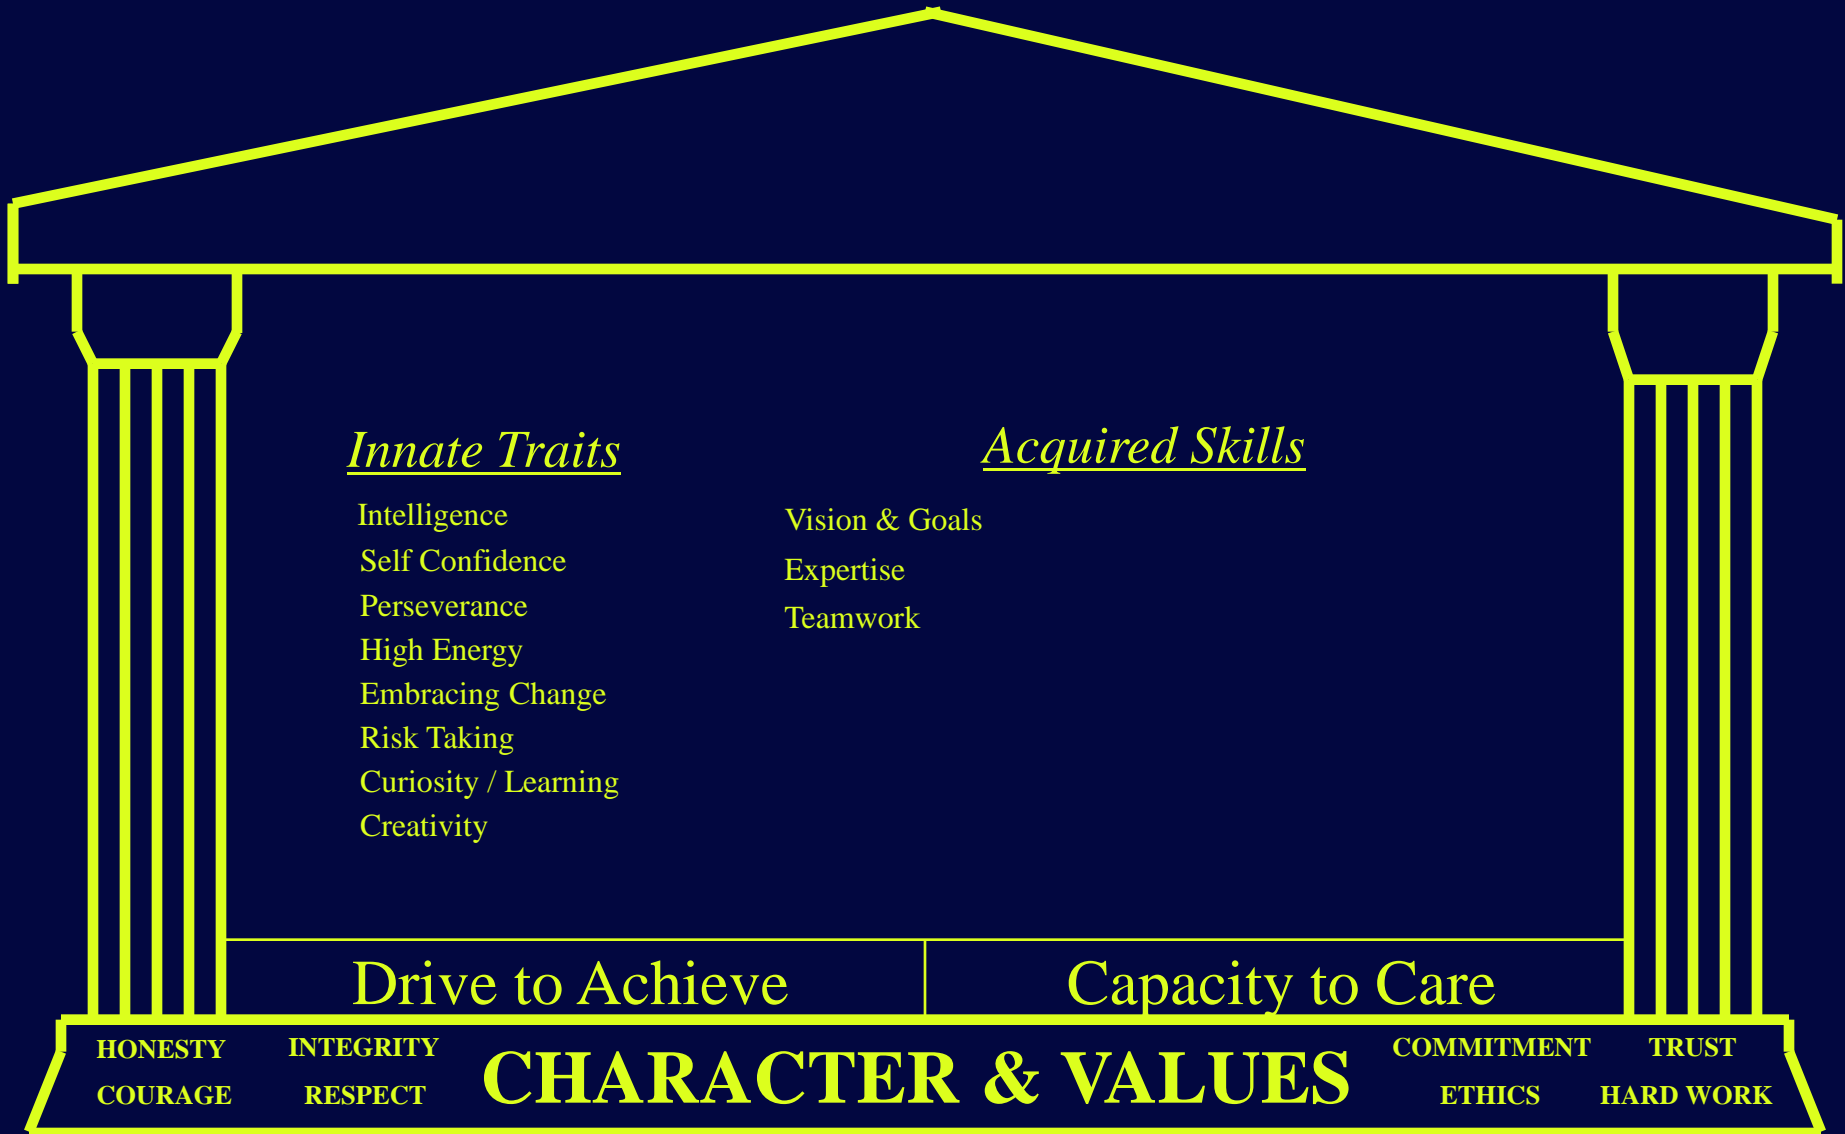 Innate Traits
Acquired Skills
Intelligence
Self Confidence
Perseverance
High Energy
Embracing Change
Risk Taking
Curiosity / Learning
Creativity
Vision & Goals
Expertise
Teamwork
Drive to Achieve
Capacity to Care
HONESTY
INTEGRITY
COURAGE
RESPECT
CHARACTER & VALUES
COMMITMENT
TRUST
ETHICS
HARD WORK